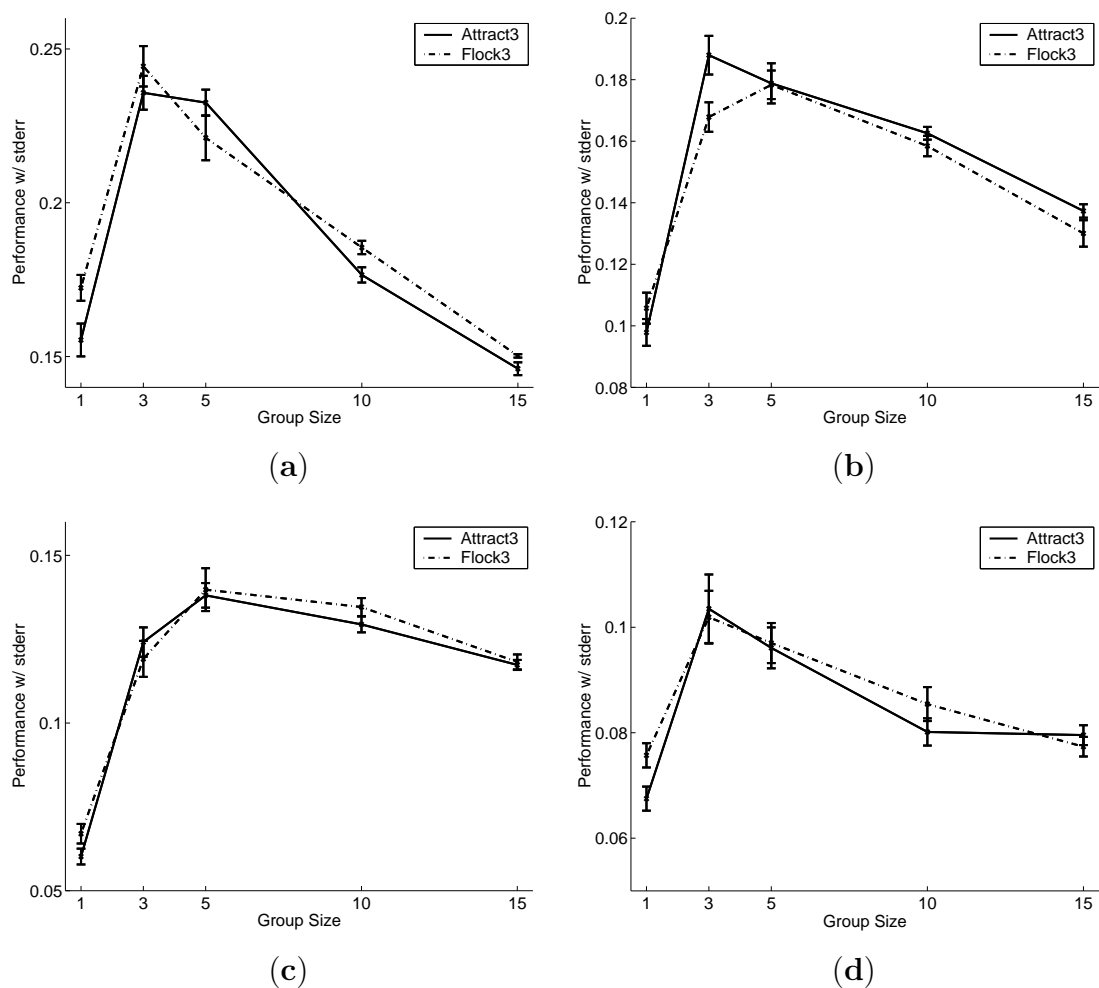 Performance w/ stderr
0.25
0.2
0.15
Attract3
Flock3
1 3 5 10 15
Group Size
(a)
Performance w/ stderr
0.2
0.18
0.16
0.14
0.12
0.1
0.08
Attract3
Flock3
1 3 5 10 15
Group Size
(b)
Performance w/ stderr
0.15
0.1
0.05
Attract3
Flock3
1 3 5 10 15
Group Size
(c)
Performance w/ stderr
0.12
0.1
0.08
0.06
Attract3
Flock3
1 3 5 10 15
Group Size
(d)